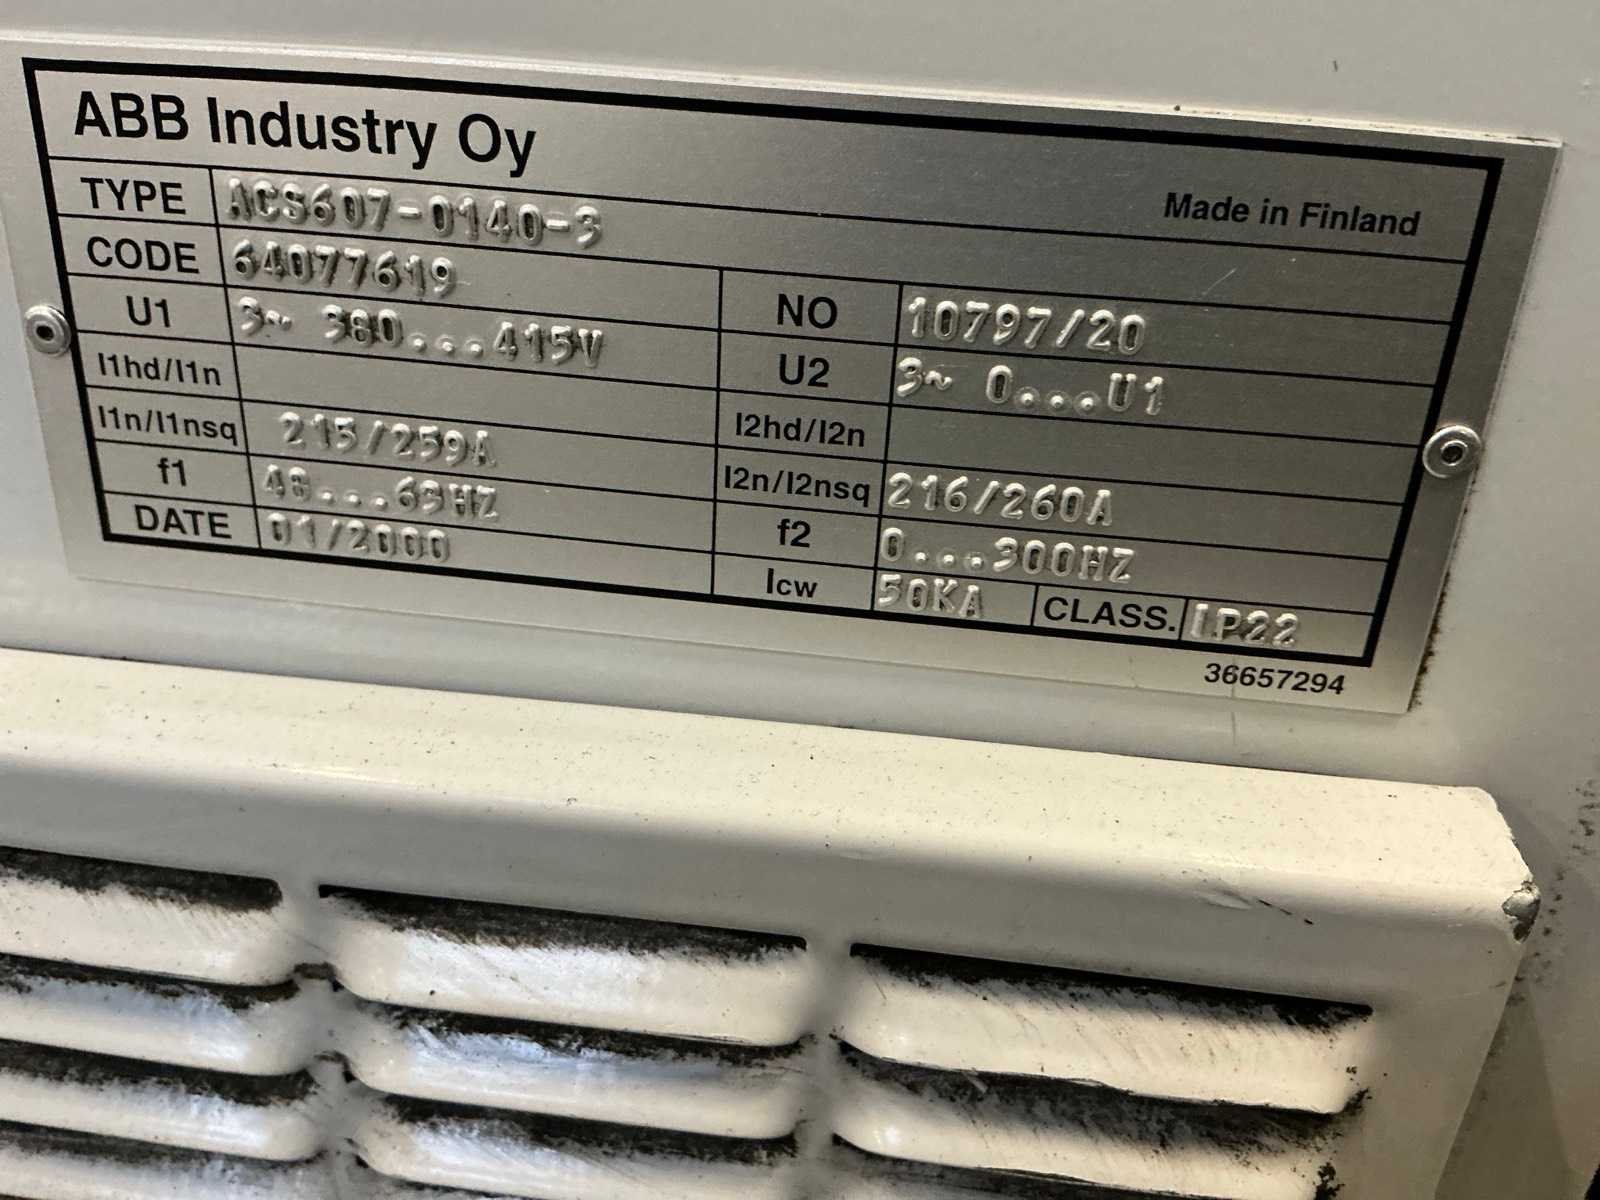 ABB Industry Oy
Made in Finland
TYPE ACS607-0140-3
CODE 64077619 NO 10797/20
U1 3~ 380...415V U2 3~ 0...U1
I1hd/I1n I2hd/I2n
I1n/I1nsq 215/259A I2n/I2nsq 216/260A
f1 48...63HZ f2 0...300HZ
DATE 01/2000 Icw 50KA CLASS. IP22
36657294